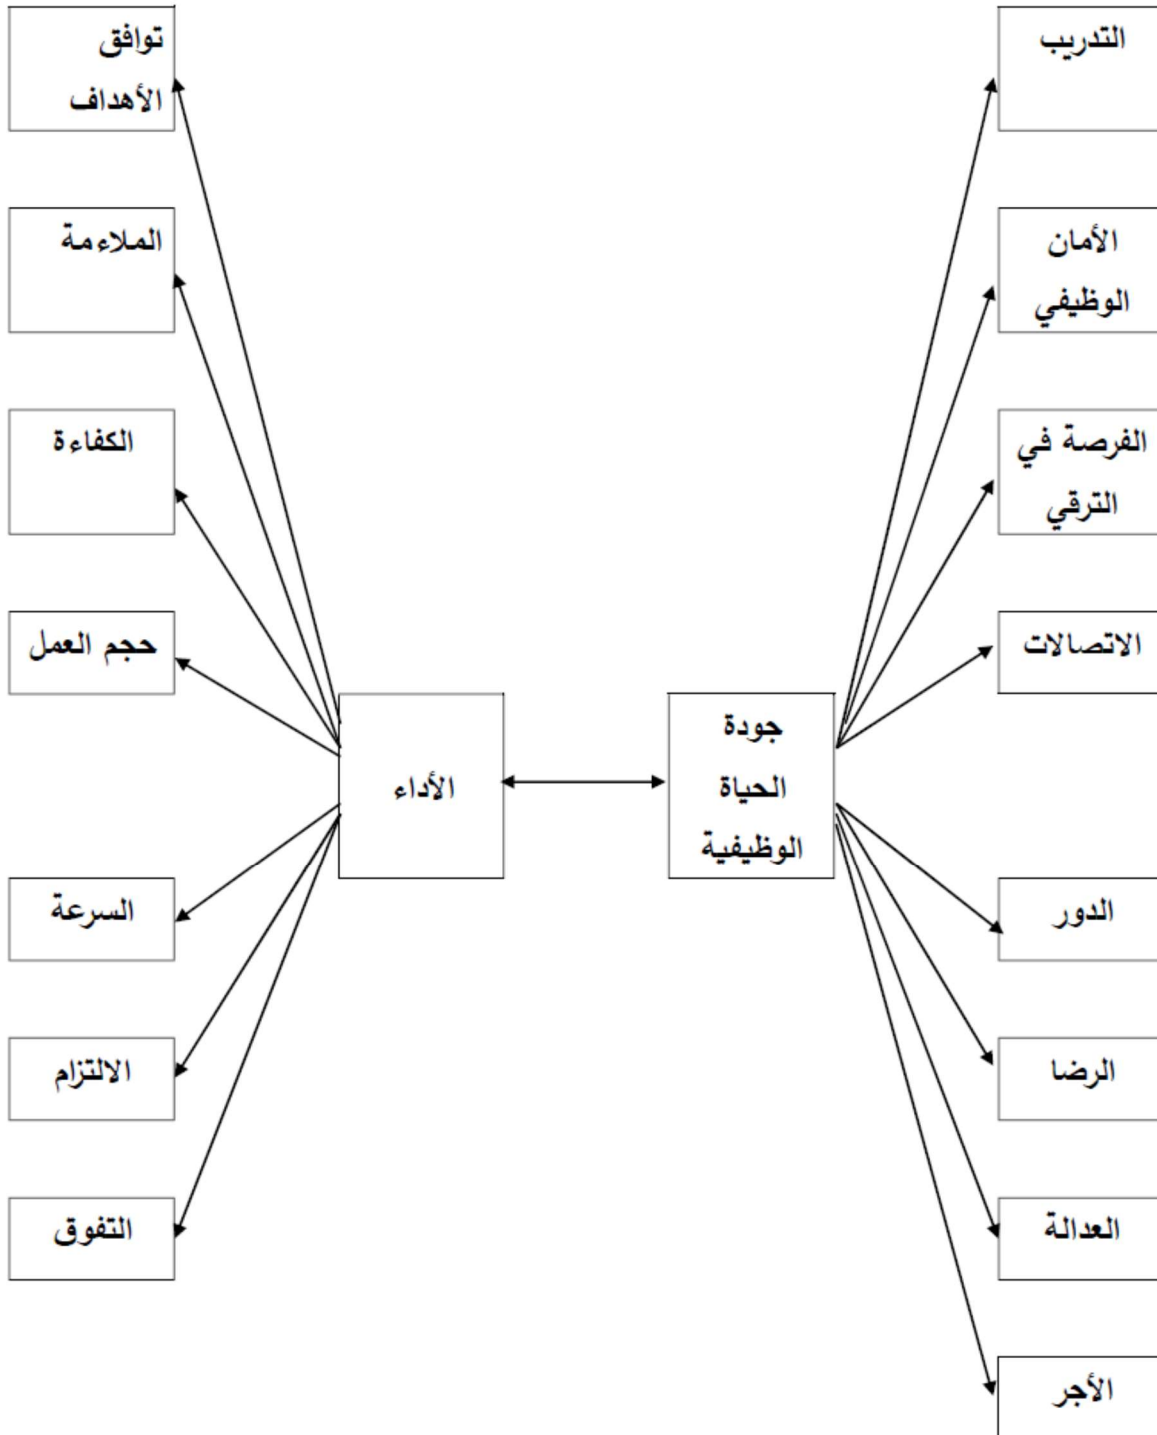 التدريب
الأمان
الوظيفي
الفرصة في
الترقي
الاتصالات
جودة
الحياة
الوظيفية
الدور
الرضا
العدالة
الأجر
الأداء
توافق
الأهداف
الملاءمة
الكفاءة
حجم العمل
السرعة
الالتزام
التفوق